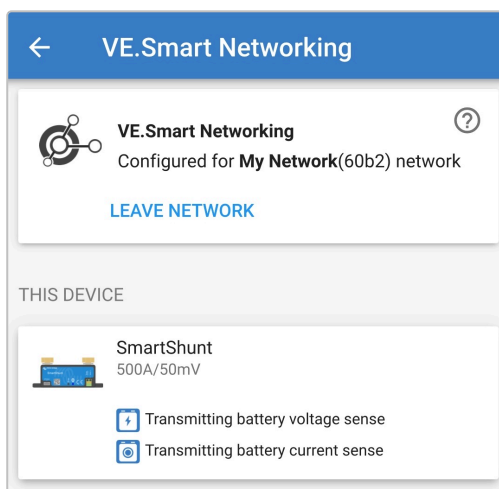 VE.Smart Networking
VE.Smart Networking
Configured for My Network(60b2) network
LEAVE NETWORK
THIS DEVICE
SmartShunt
500A/50mV
Transmitting battery voltage sense
Transmitting battery current sense